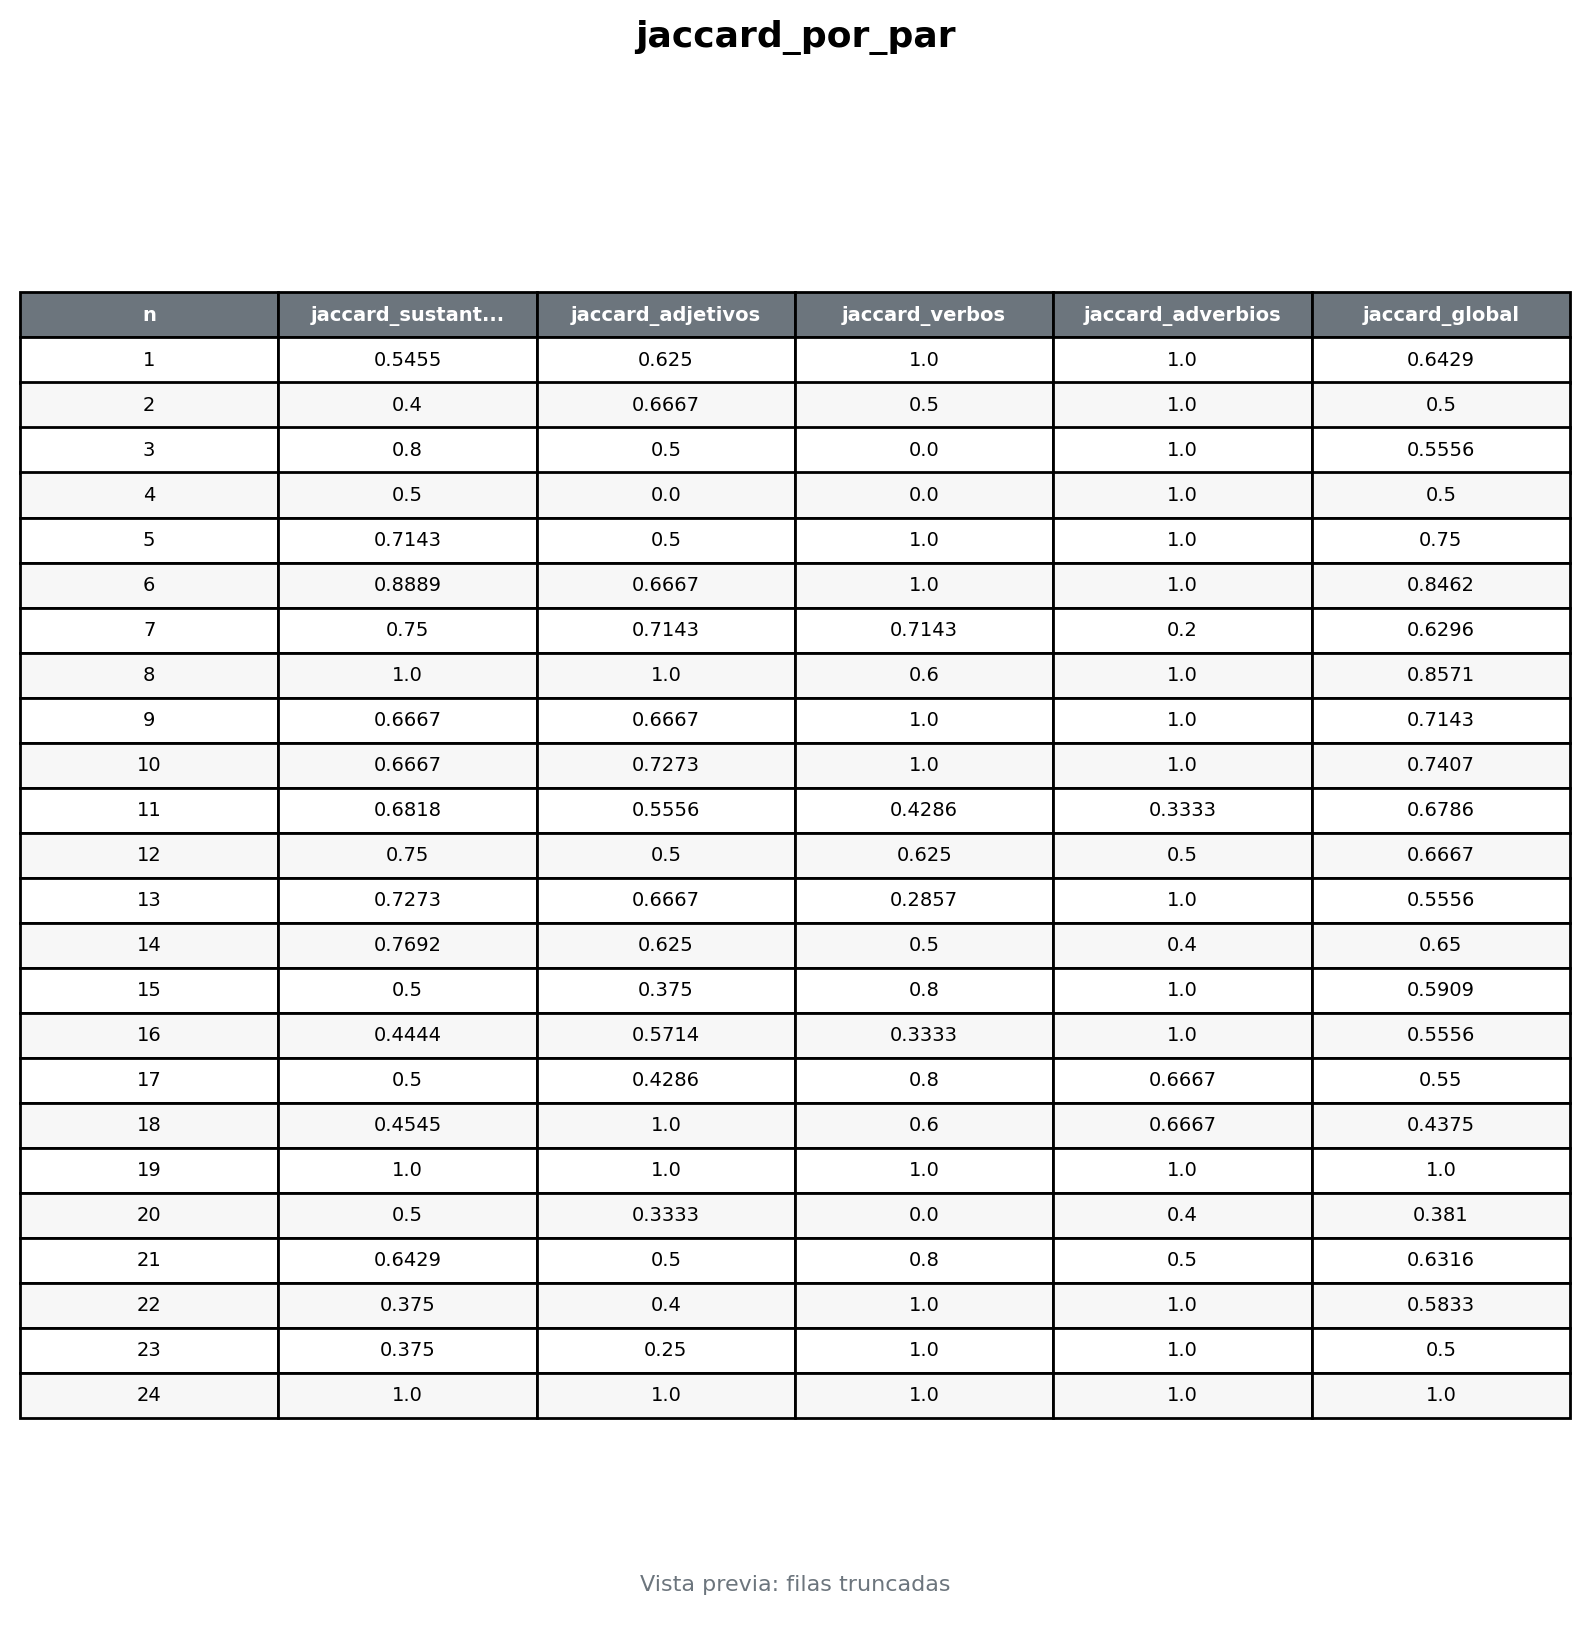 jaccard_por_par
n jaccard_sustant... jaccard_adjetivos jaccard_verbos jaccard_adverbios jaccard_global
1 0.5455 0.625 1.0 1.0 0.6429
2 0.4 0.6667 0.5 1.0 0.5
3 0.8 0.5 0.0 1.0 0.5556
4 0.5 0.0 0.0 1.0 0.5
5 0.7143 0.5 1.0 1.0 0.75
6 0.8889 0.6667 1.0 1.0 0.8462
7 0.75 0.7143 0.7143 0.2 0.6296
8 1.0 1.0 0.6 1.0 0.8571
9 0.6667 0.6667 1.0 1.0 0.7143
10 0.6667 0.7273 1.0 1.0 0.7407
11 0.6818 0.5556 0.4286 0.3333 0.6786
12 0.75 0.5 0.625 0.5 0.6667
13 0.7273 0.6667 0.2857 1.0 0.5556
14 0.7692 0.625 0.5 0.4 0.65
15 0.5 0.375 0.8 1.0 0.5909
16 0.4444 0.5714 0.3333 1.0 0.5556
17 0.5 0.4286 0.8 0.6667 0.55
18 0.4545 1.0 0.6 0.6667 0.4375
19 1.0 1.0 1.0 1.0 1.0
20 0.5 0.3333 0.0 0.4 0.381
21 0.6429 0.5 0.8 0.5 0.6316
22 0.375 0.4 1.0 1.0 0.5833
23 0.375 0.25 1.0 1.0 0.5
24 1.0 1.0 1.0 1.0 1.0
Vista previa: filas truncadas